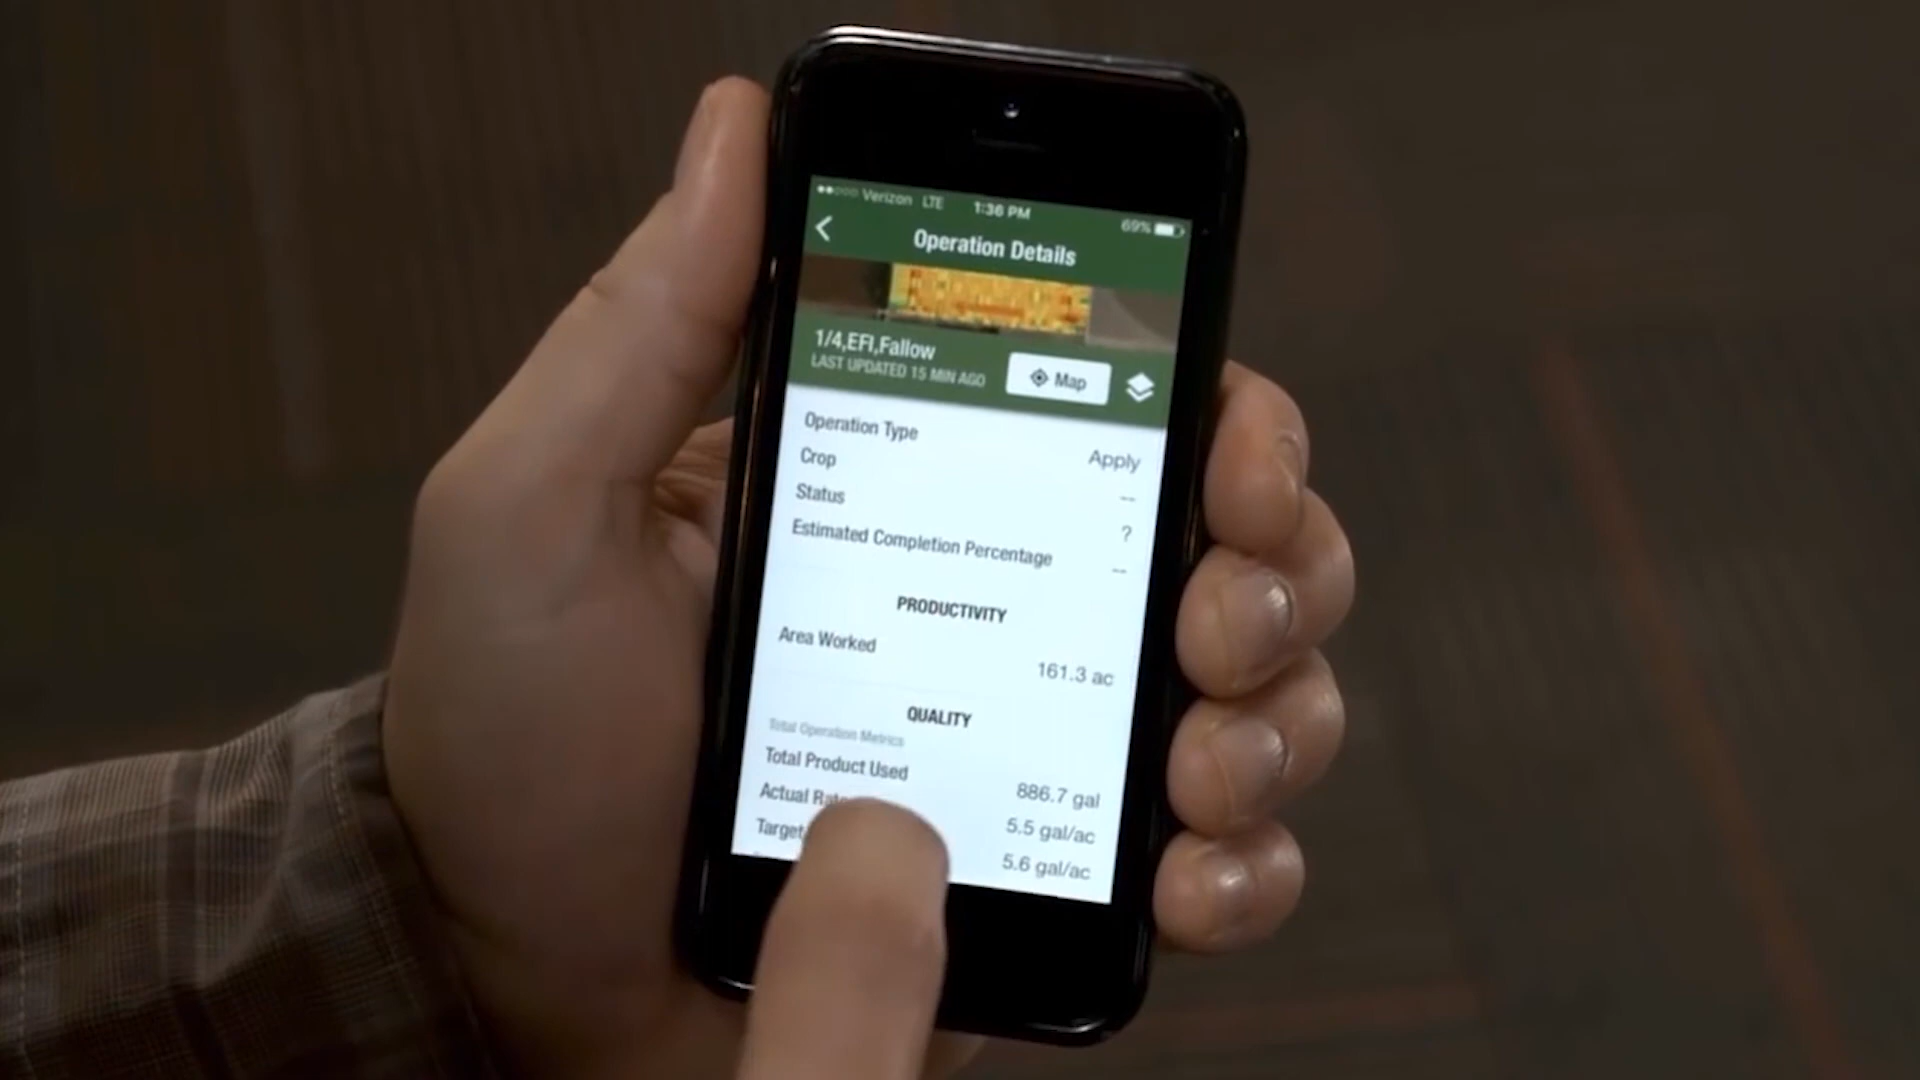 Verizon LTE 1:36 PM 69%
Operation Details
1/4,EFI,Fallow
LAST UPDATED 15 MIN AGO
Map
Operation Type Apply
Crop --
Status ?
Estimated Completion Percentage --
PRODUCTIVITY
Area Worked 161.3 ac
QUALITY
Total Operation Metrics
Total Product Used 886.7 gal
Actual Rate 5.5 gal/ac
Target 5.6 gal/ac